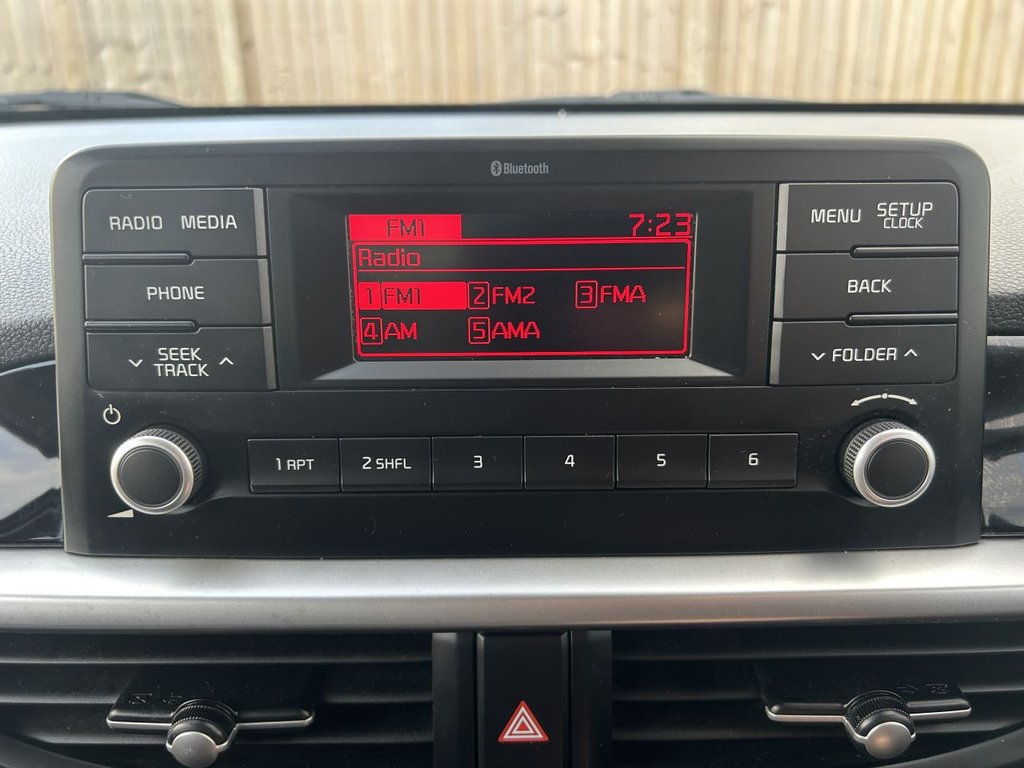 Bluetooth
RADIO MEDIA
FM1 7:23
MENU SETUP
CLOCK
Radio
PHONE
1 FM1 2 FM2 3 FMA
BACK
4 AM 5 AMA
SEEK
TRACK
FOLDER
1 RPT 2 SHFL 3 4 5 6